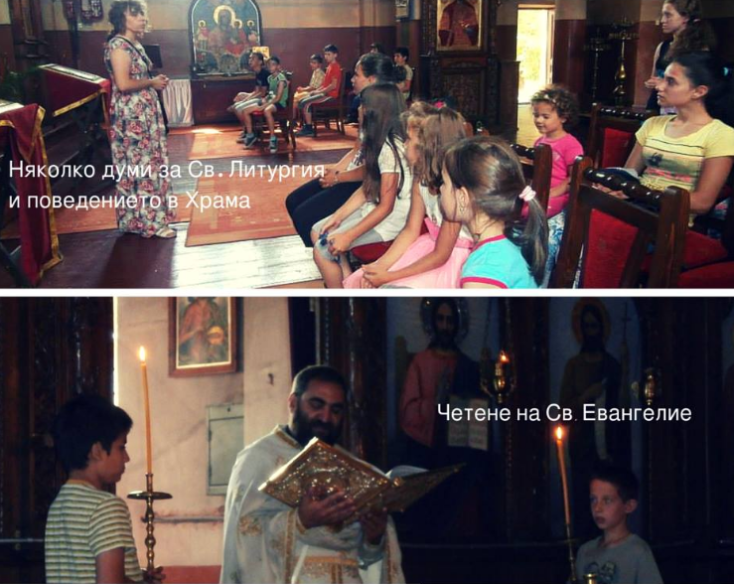 Няколко думи за Св. Литургия
и поведението в Храма
Четене на Св. Евангелие